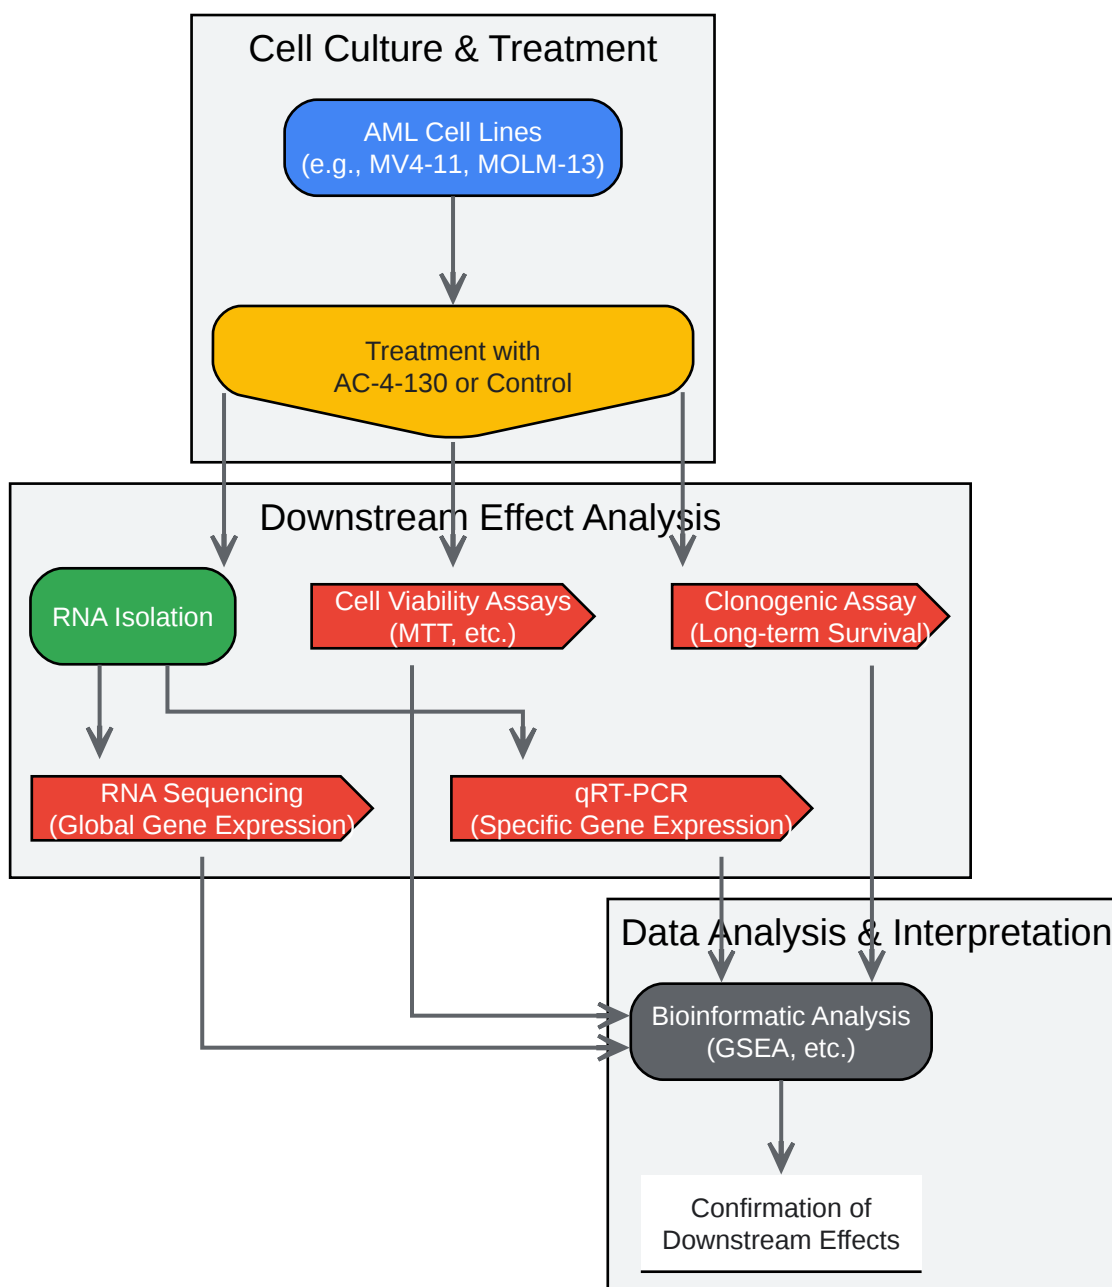 Cell Culture & Treatment
AML Cell Lines
(e.g., MV4-11, MOLM-13)
Treatment with
AC-4-130 or Control
Downstream Effect Analysis
RNA Isolation
Cell Viability Assays
(MTT, etc.)
Clonogenic Assay
(Long-term Survival)
RNA Sequencing
(Global Gene Expression)
qRT-PCR
(Specific Gene Expression)
Data Analysis & Interpretation
Bioinformatic Analysis
(GSEA, etc.)
Confirmation of
Downstream Effects